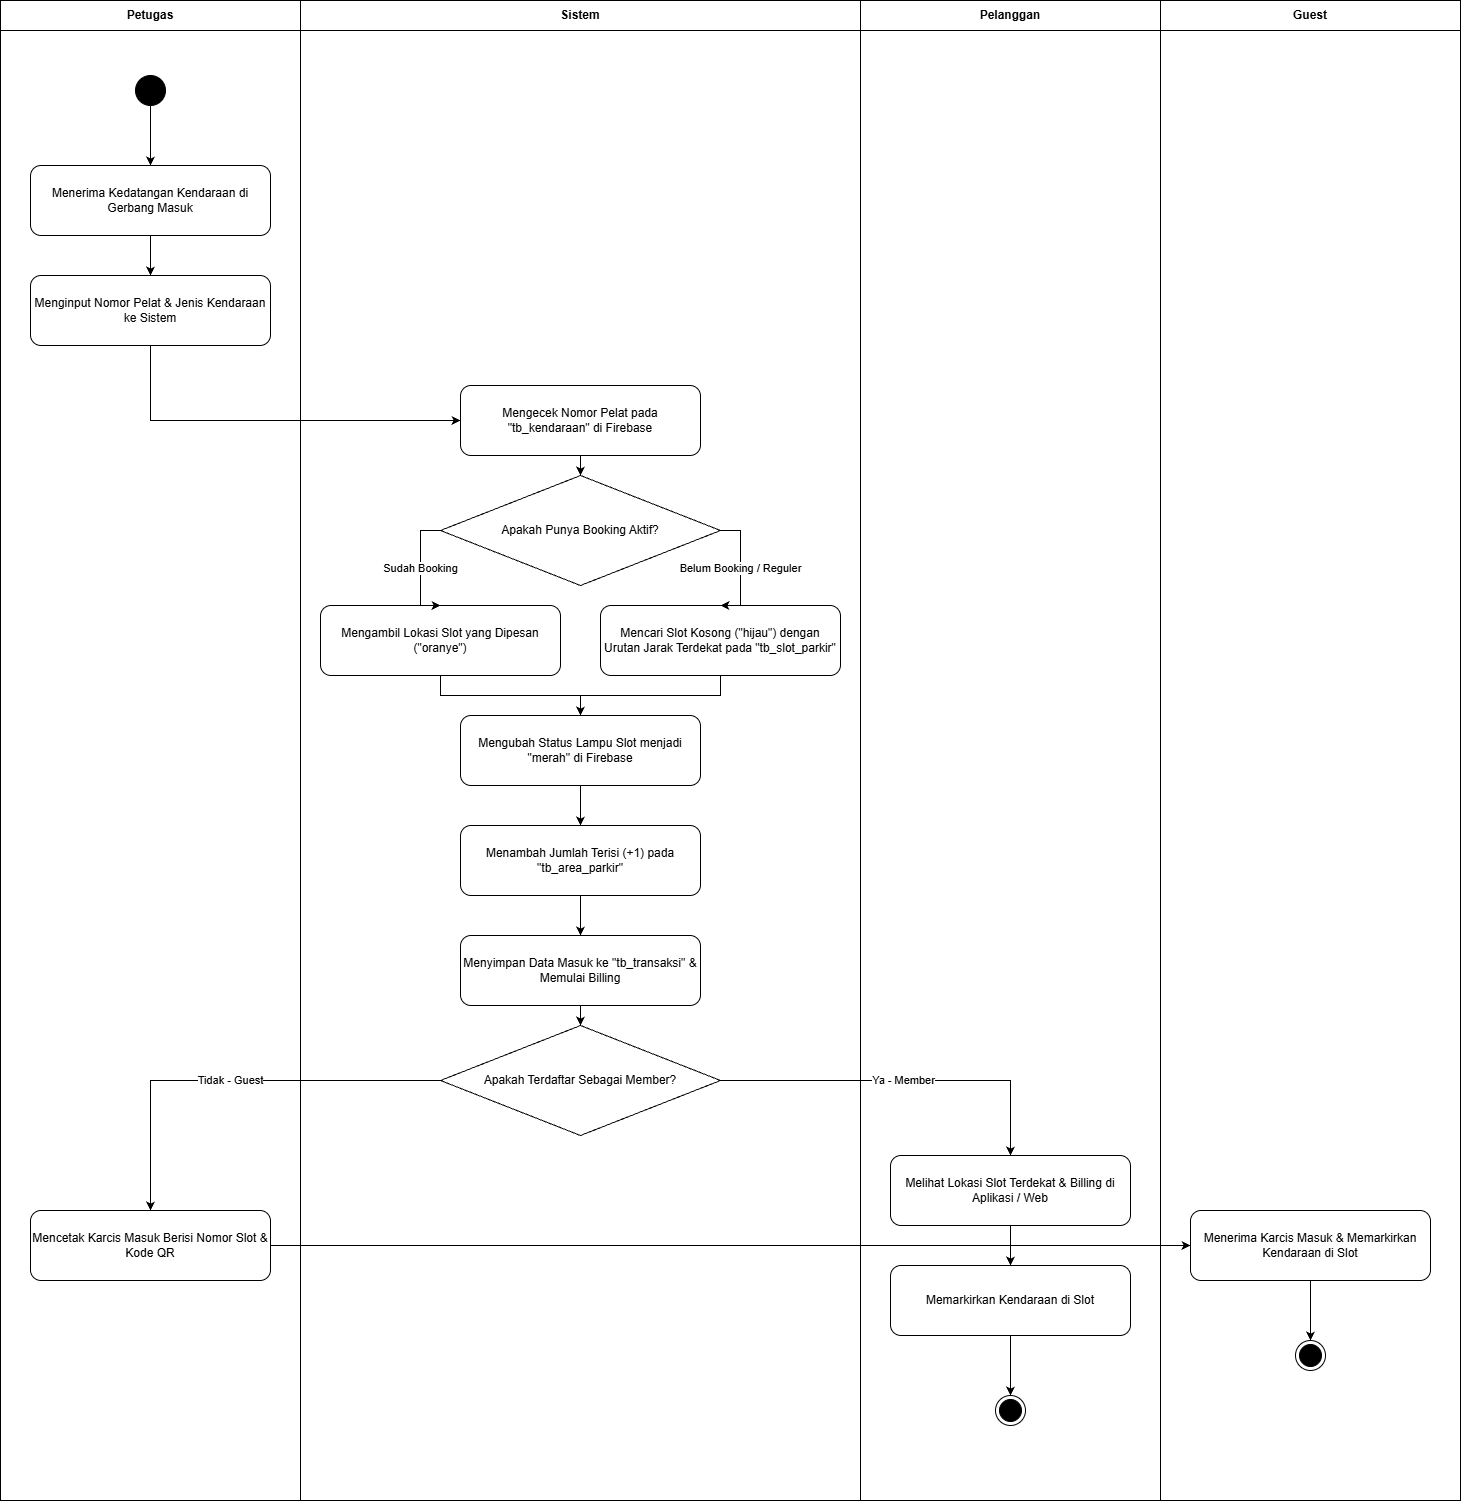 Petugas
Sistem
Pelanggan
Guest
Menerima Kedatangan Kendaraan di
Gerbang Masuk
Menginput Nomor Pelat & Jenis Kendaraan
ke Sistem
Mengecek Nomor Pelat pada
"tb_kendaraan" di Firebase
Apakah Punya Booking Aktif?
Sudah Booking
Belum Booking / Reguler
Mengambil Lokasi Slot yang Dipesan
("oranye")
Mencari Slot Kosong ("hijau") dengan
Urutan Jarak Terdekat pada "tb_slot_parkir"
Mengubah Status Lampu Slot menjadi
"merah" di Firebase
Menambah Jumlah Terisi (+1) pada
"tb_area_parkir"
Menyimpan Data Masuk ke "tb_transaksi" &
Memulai Billing
Apakah Terdaftar Sebagai Member?
Tidak - Guest
Ya - Member
Melihat Lokasi Slot Terdekat & Billing di
Aplikasi / Web
Mencetak Karcis Masuk Berisi Nomor Slot &
Kode QR
Menerima Karcis Masuk & Memarkirkan
Kendaraan di Slot
Memarkirkan Kendaraan di Slot